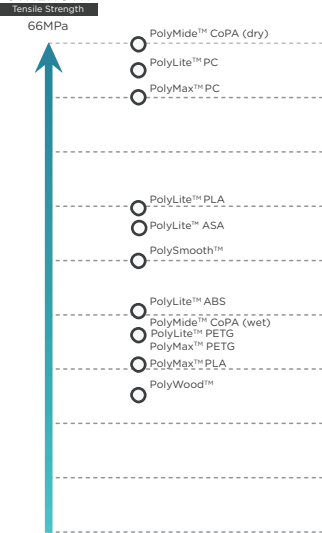 Tensile Strength
66MPa
PolyMide™ CoPA (dry)
PolyLite™ PC
PolyMax™ PC
PolyLite™ PLA
PolyLite™ ASA
PolySmooth™
PolyLite™ ABS
PolyMide™ CoPA (wet)
PolyLite™ PETG
PolyMax™ PETG
PolyMax™ PLA
PolyWood™